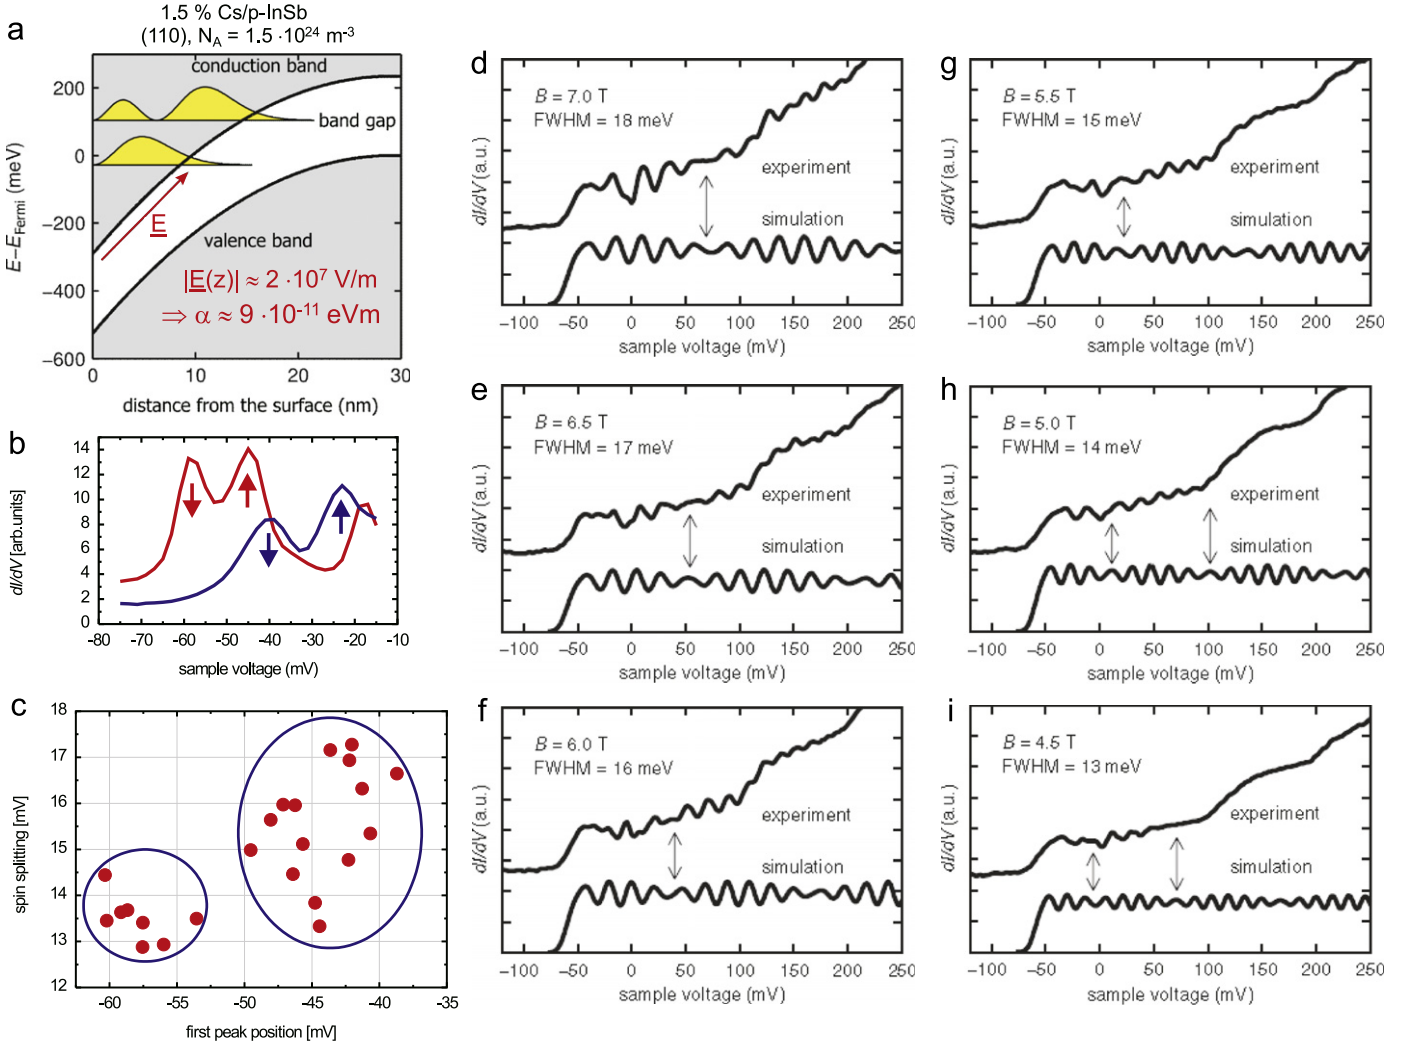 a
1.5 % Cs/p-InSb
(110), N_A = 1.5 ·10²⁴ m⁻³
conduction band
band gap
E
valence band
|E(z)| ≈ 2 ·10⁷ V/m
⇒ α ≈ 9 ·10⁻¹¹ eVm
E–E_Fermi (meV)
200
0
−200
−400
−600
0 10 20 30
distance from the surface (nm)
b
dI/dV [arb.units]
14
12
10
8
6
4
2
0
-80 -70 -60 -50 -40 -30 -20 -10
sample voltage (mV)
c
spin splitting [mV]
18
17
16
15
14
13
12
-60 -55 -50 -45 -40 -35
first peak position [mV]
d
B = 7.0 T
FWHM = 18 meV
experiment
simulation
dI/dV (a.u.)
−100 −50 0 50 100 150 200 250
sample voltage (mV)
e
B = 6.5 T
FWHM = 17 meV
experiment
simulation
dI/dV (a.u.)
−100 −50 0 50 100 150 200 250
sample voltage (mV)
f
B = 6.0 T
FWHM = 16 meV
experiment
simulation
dI/dV (a.u.)
−100 −50 0 50 100 150 200 250
sample voltage (mV)
g
B = 5.5 T
FWHM = 15 meV
experiment
simulation
dI/dV (a.u.)
−100 −50 0 50 100 150 200 250
sample voltage (mV)
h
B = 5.0 T
FWHM = 14 meV
experiment
simulation
dI/dV (a.u.)
−100 −50 0 50 100 150 200 250
sample voltage (mV)
i
B = 4.5 T
FWHM = 13 meV
experiment
simulation
dI/dV (a.u.)
−100 −50 0 50 100 150 200 250
sample voltage (mV)